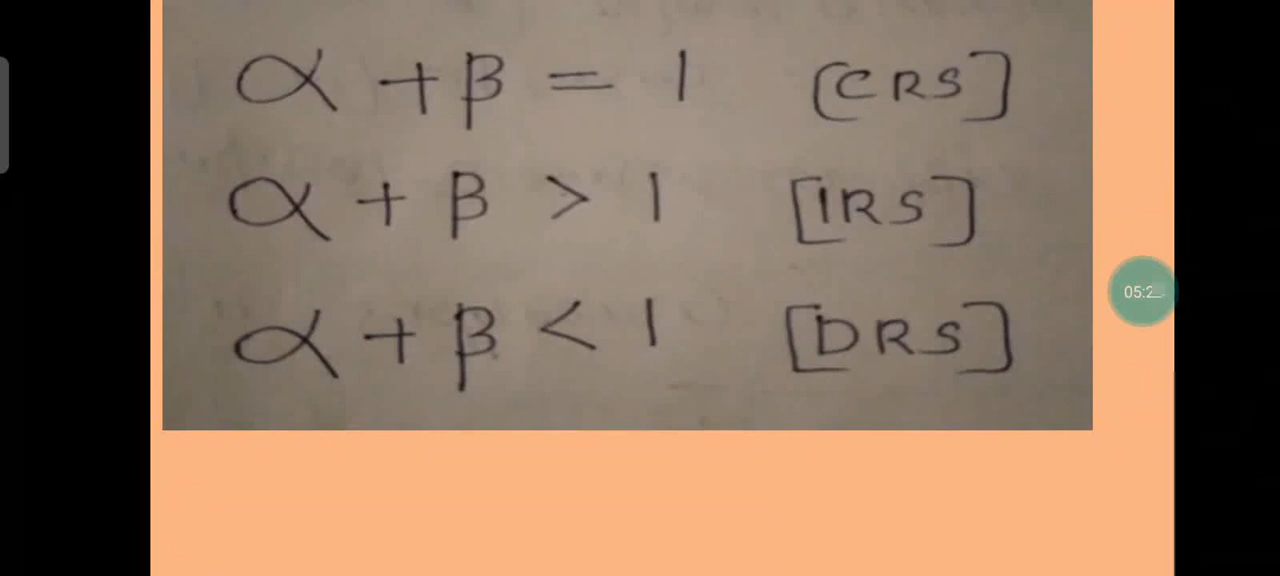 α + β = 1 [CRS]
α + β > 1 [IRS]
α + β < 1 [DRS]